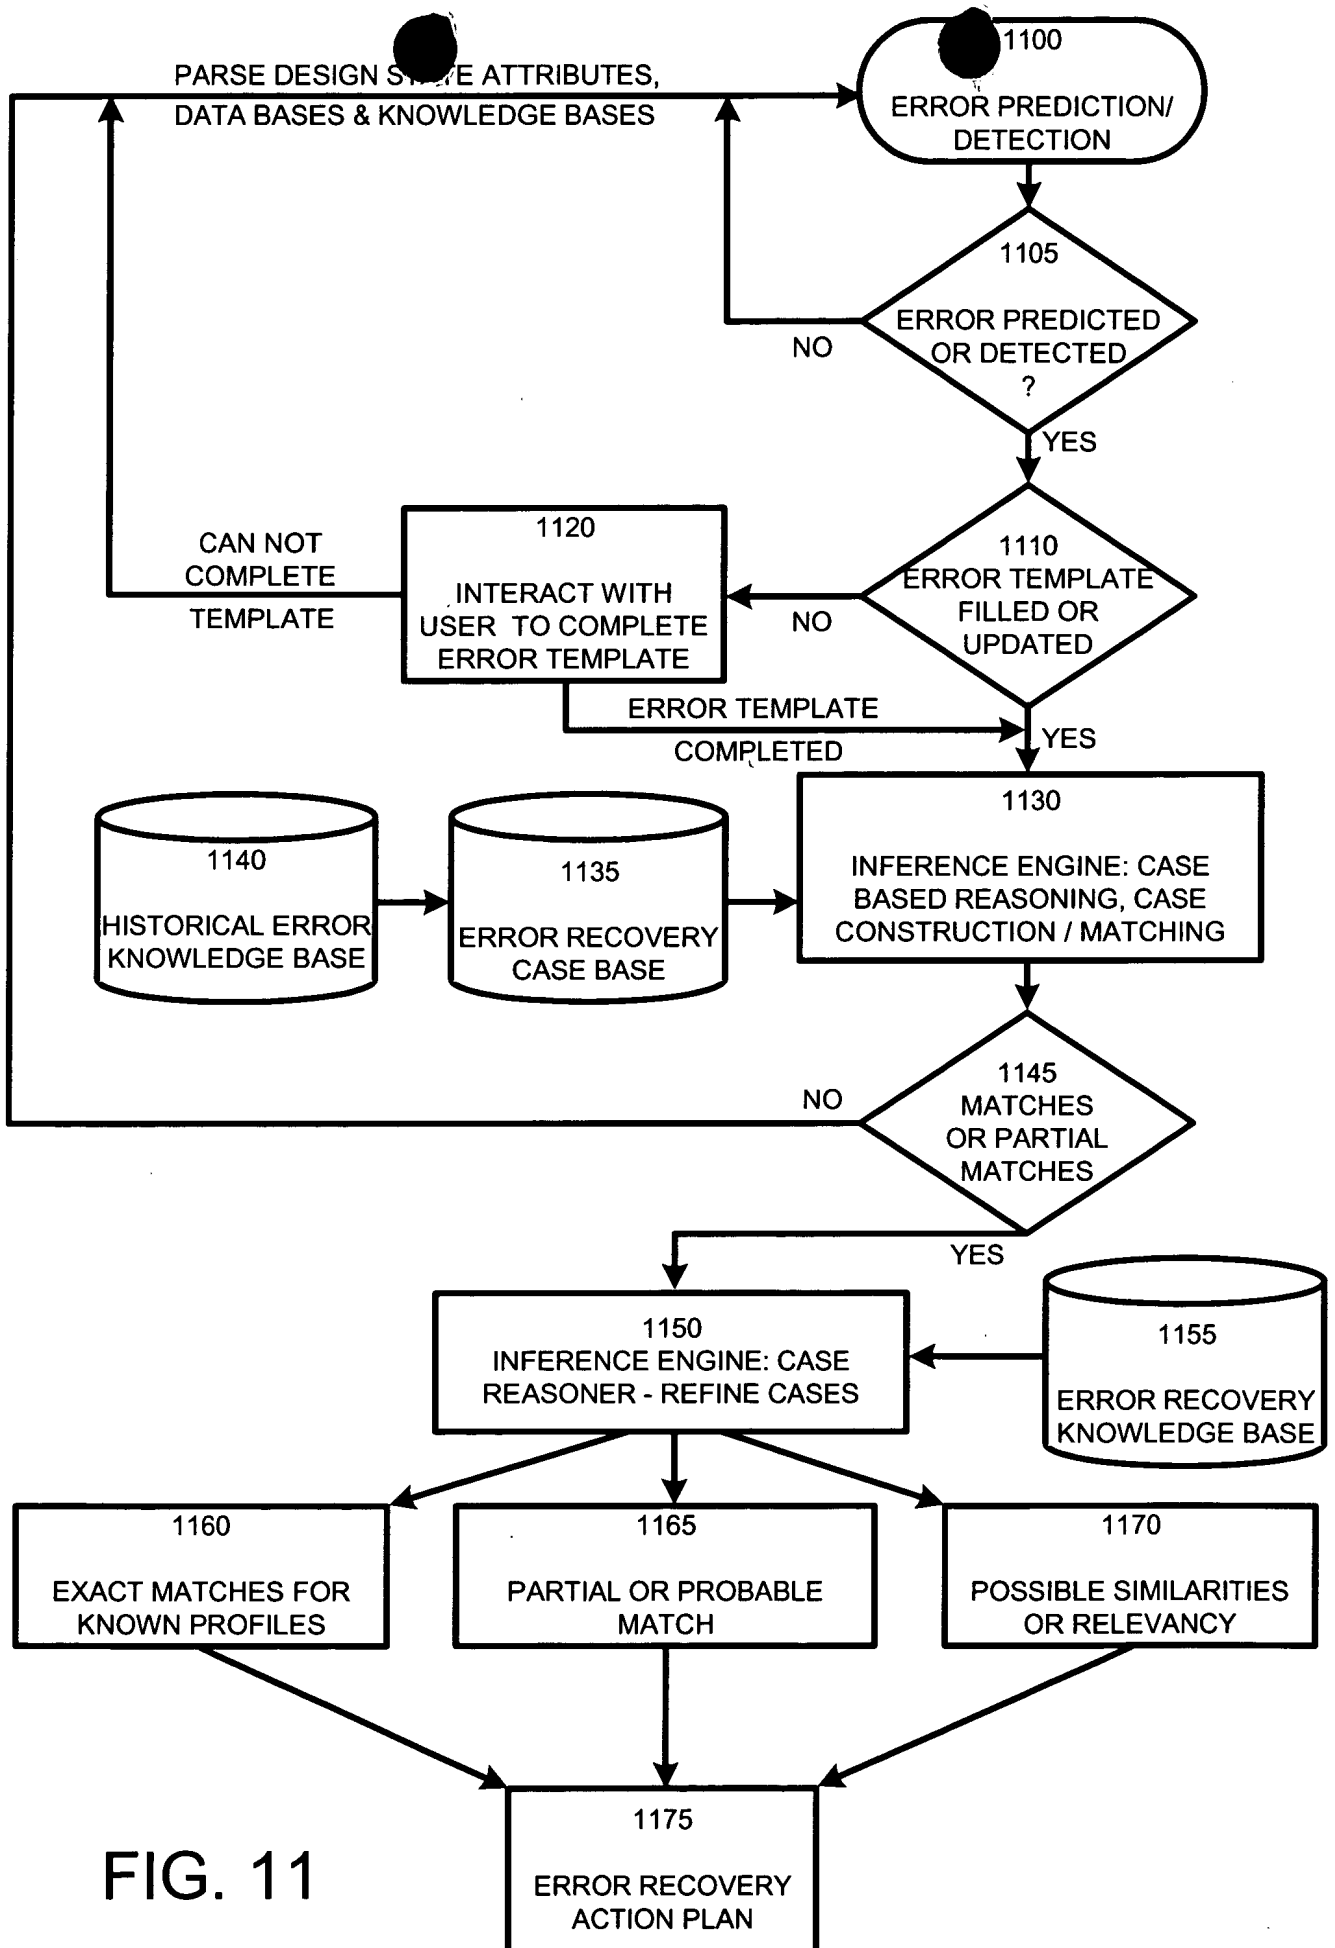 1100
PARSE DESIGN STATE ATTRIBUTES,
DATA BASES & KNOWLEDGE BASES
ERROR PREDICTION/
DETECTION
1105
ERROR PREDICTED
OR DETECTED
?
NO
YES
1110
ERROR TEMPLATE
FILLED OR
UPDATED
NO
1120
INTERACT WITH
USER TO COMPLETE
ERROR TEMPLATE
CAN NOT
COMPLETE
TEMPLATE
ERROR TEMPLATE
COMPLETED
YES
1130
INFERENCE ENGINE: CASE
BASED REASONING, CASE
CONSTRUCTION / MATCHING
1140
HISTORICAL ERROR
KNOWLEDGE BASE
1135
ERROR RECOVERY
CASE BASE
1145
MATCHES
OR PARTIAL
MATCHES
NO
YES
1150
INFERENCE ENGINE: CASE
REASONER - REFINE CASES
1155
ERROR RECOVERY
KNOWLEDGE BASE
1160
EXACT MATCHES FOR
KNOWN PROFILES
1165
PARTIAL OR PROBABLE
MATCH
1170
POSSIBLE SIMILARITIES
OR RELEVANCY
1175
ERROR RECOVERY
ACTION PLAN
FIG. 11